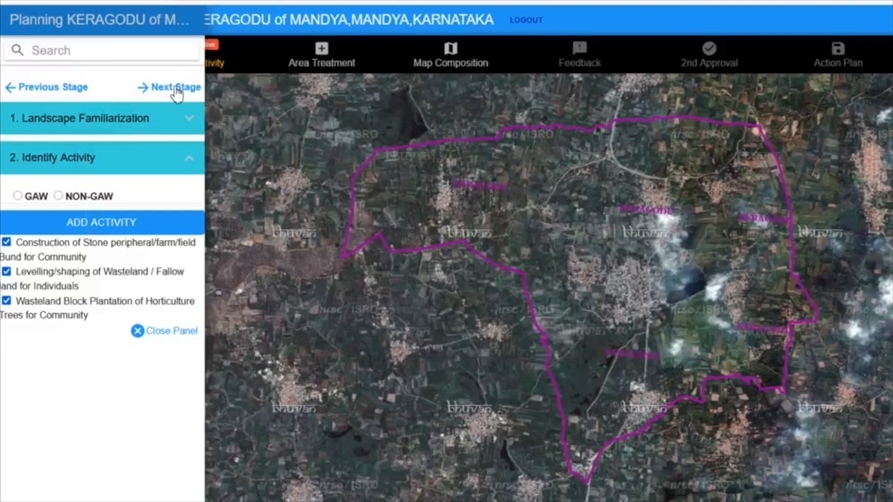 Planning KERAGODU of M...
ERAGODU of MANDYA,MANDYA,KARNATAKA
LOGOUT
Search
Previous Stage
Next Stage
1. Landscape Familiarization
2. Identify Activity
GAW
NON-GAW
ADD ACTIVITY
Construction of Stone peripheral/farm/field
Bund for Community
Levelling/shaping of Wasteland / Fallow
land for Individuals
Wasteland Block Plantation of Horticulture
Trees for Community
Close Panel
tivity
Area Treatment
Map Composition
Feedback
2nd Approval
Action Plan
nrsc / ISRO
bhuvan
bhuvan
bhuvan
bhuvan
bhuvan
bhuvan
bhuvan
bhuvan